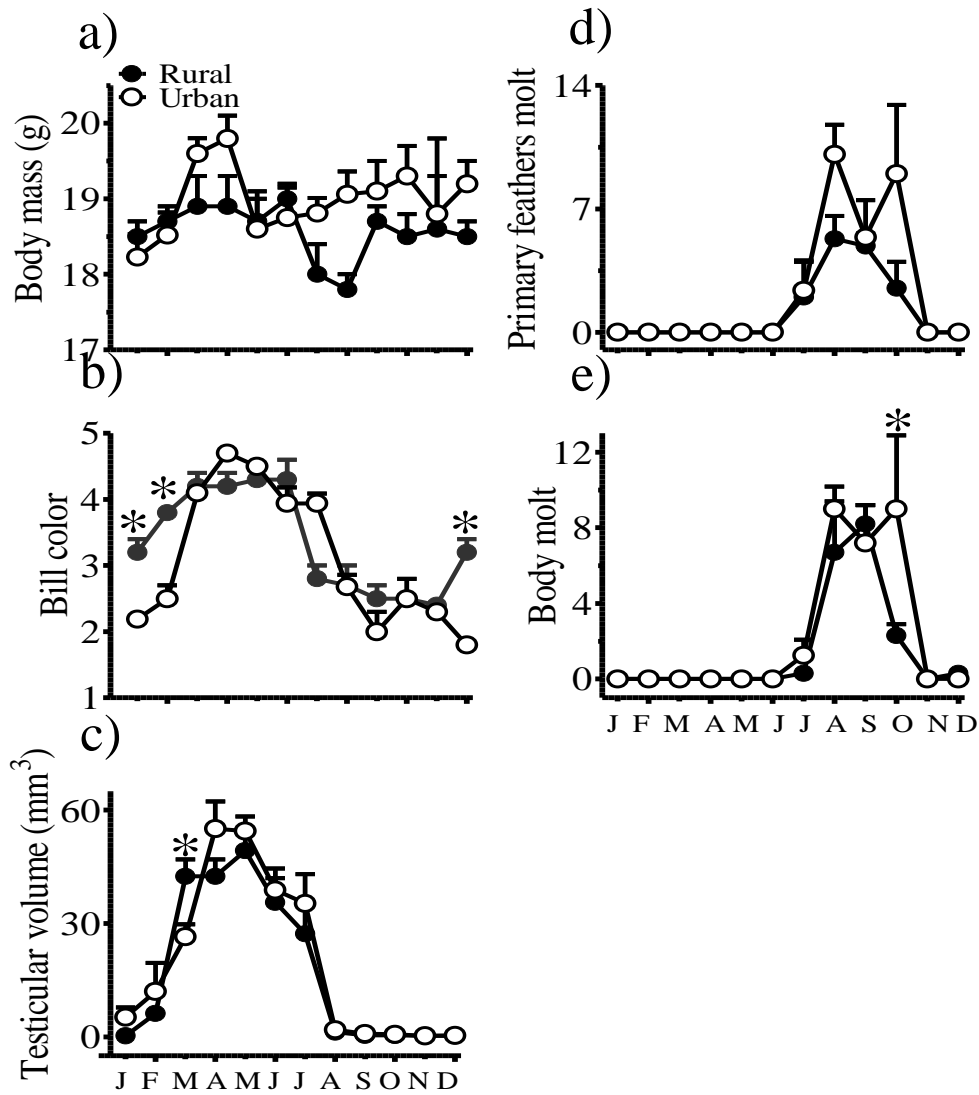 a)
Rural
Urban
Body mass (g)
20
19
18
17
b)
*
*
*
Bill color
5
4
3
2
1
c)
*
Testicular volume (mm³)
60
30
0
J F M A M J J A S O N D
d)
Primary feathers molt
14
7
0
e)
*
Body molt
12
8
4
0
J F M A M J J A S O N D